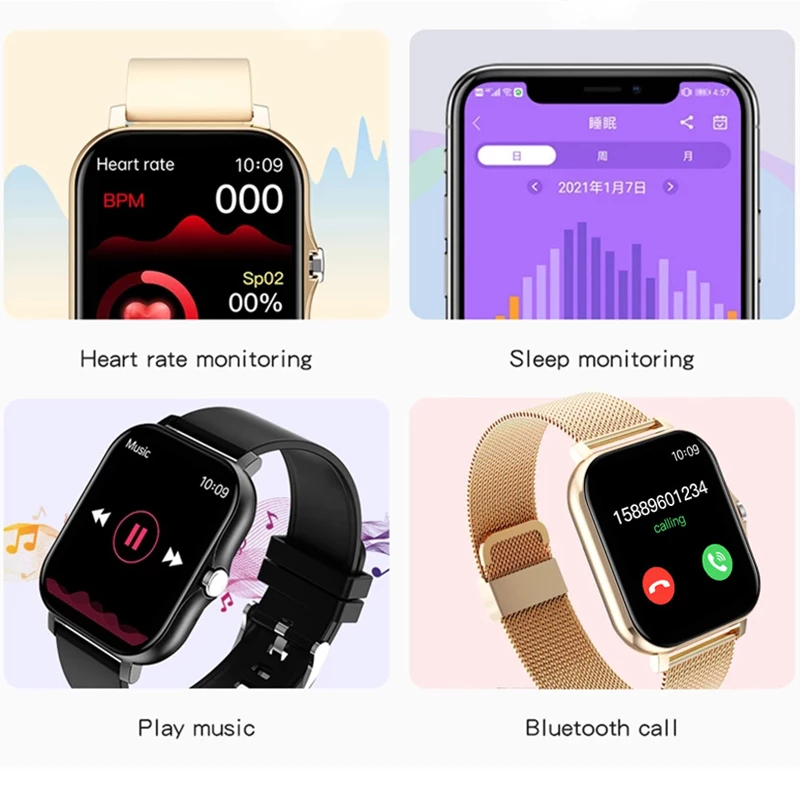 Heart rate 10:09
BPM 000
Sp02
00%
4:57
睡眠
日 周 月
2021年1月7日
Heart rate monitoring
Sleep monitoring
Music
10:09
10:09
15889601234
calling
Play music
Bluetooth call